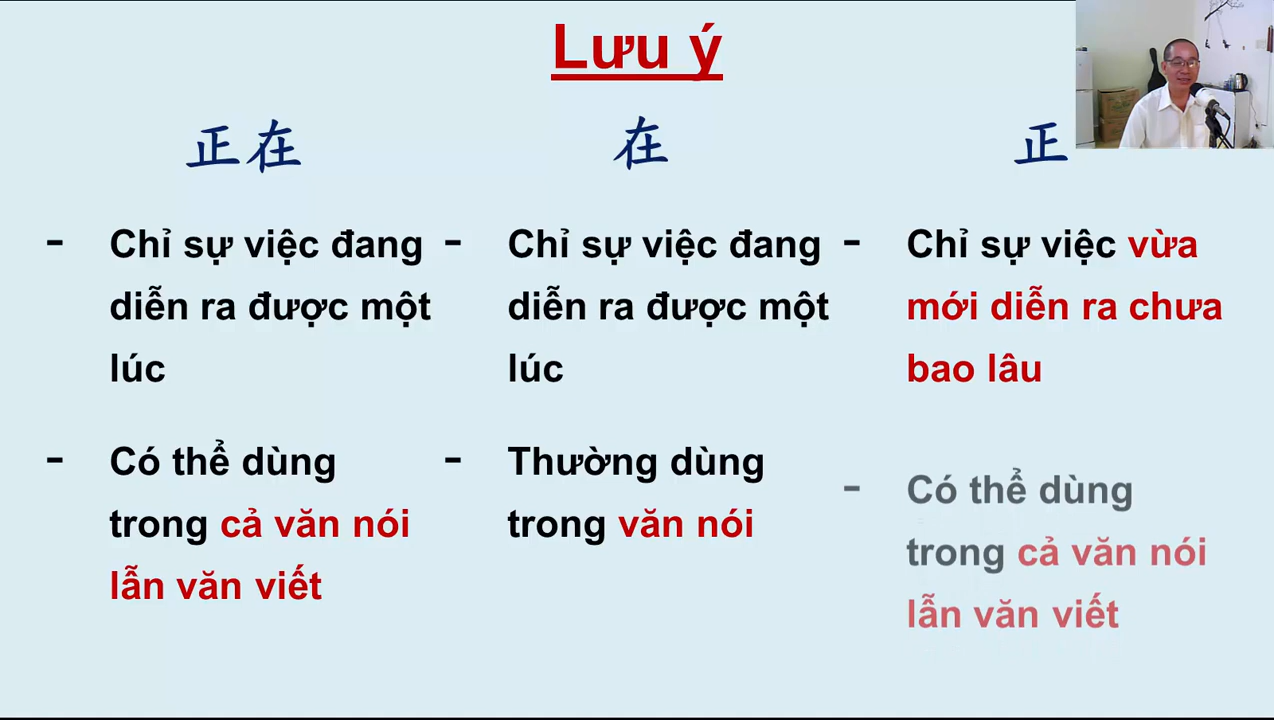 Lưu ý
正在
Chỉ sự việc đang
diễn ra được một
lúc
- Có thể dùng
trong cả văn nói
lẫn văn viết
在
- Chỉ sự việc đang
diễn ra được một
lúc
- Thường dùng
trong văn nói
正
- Chỉ sự việc vừa
mới diễn ra chưa
bao lâu
- Có thể dùng
trong cả văn nói
lẫn văn viết